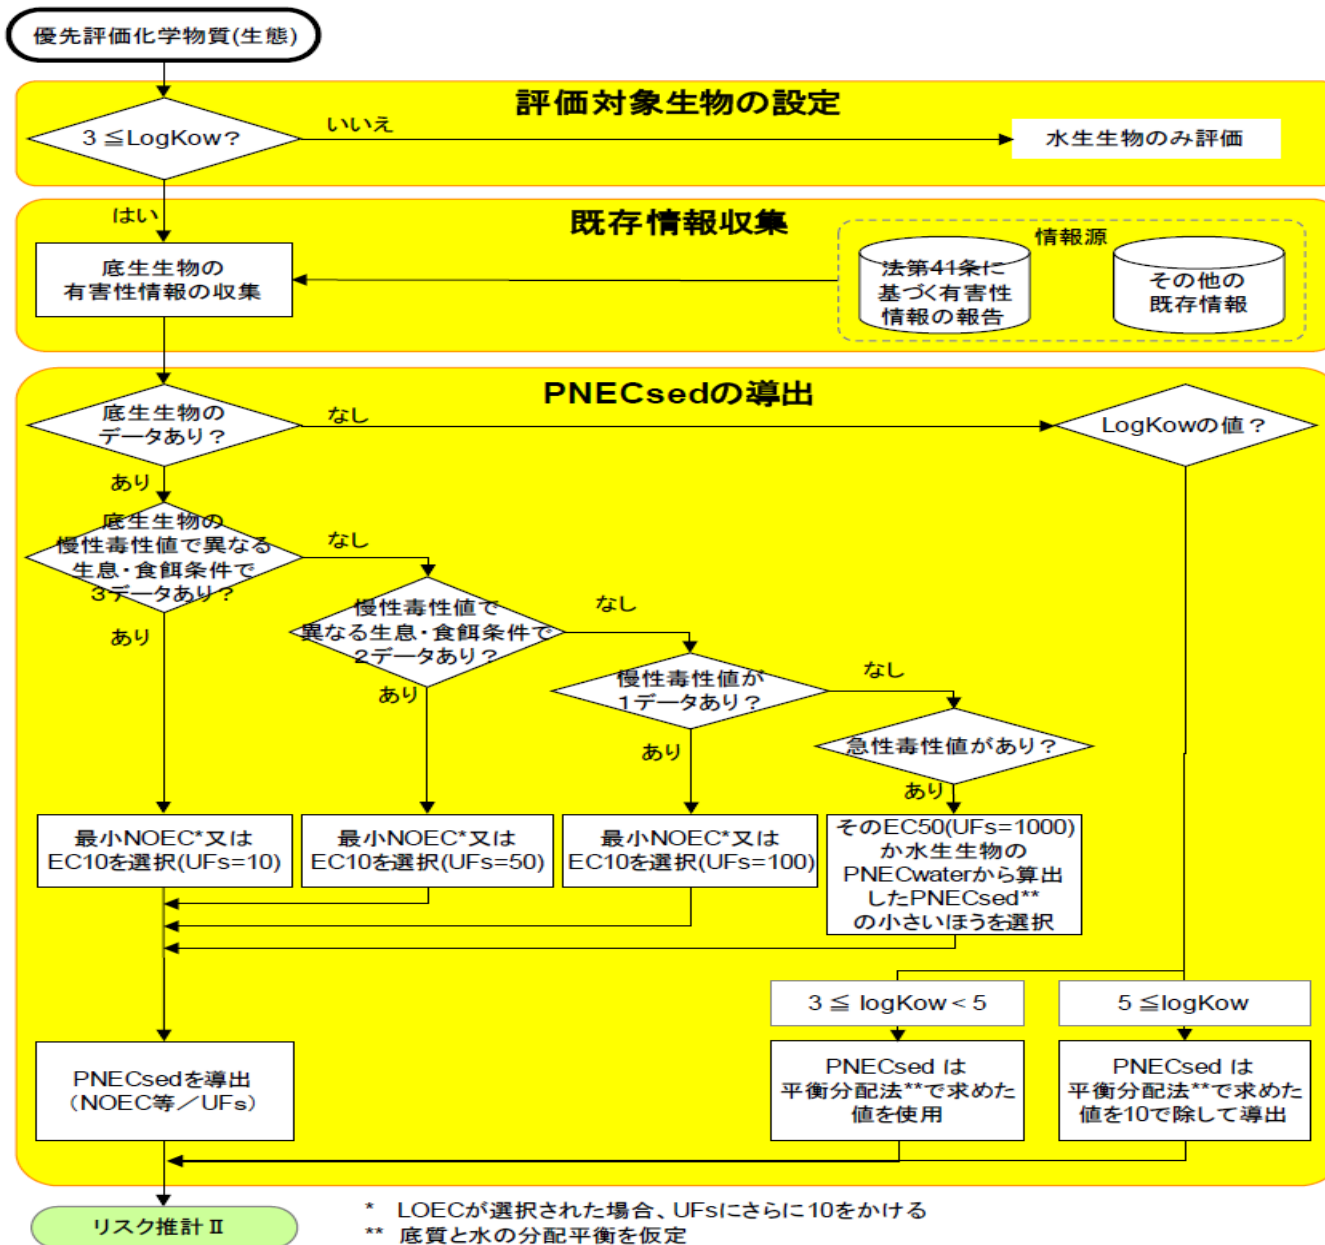 優先評価化学物質(生態)
評価対象生物の設定
3 ≦LogKow？
いいえ
水生生物のみ評価
はい
既存情報収集
情報源
底生生物の
有害性情報の収集
法第41条に
基づく有害性
情報の報告
その他の
既存情報
PNECsedの導出
底生生物の
データあり？
なし
LogKowの値？
あり
底生生物の
慢性毒性値で異なる
生息・食餌条件で
3データあり？
なし
あり
慢性毒性値で
異なる生息・食餌条件で
2データあり？
なし
あり
慢性毒性値が
1データあり？
なし
あり
急性毒性値があり？
あり
最小NOEC*又は
EC10を選択(UFs=10)
最小NOEC*又は
EC10を選択(UFs=50)
最小NOEC*又は
EC10を選択(UFs=100)
そのEC50(UFs=1000)
か水生生物の
PNECwaterから算出
したPNECsed**
の小さいほうを選択
3 ≦ logKow < 5
5 ≦logKow
PNECsedを導出
（NOEC等／UFs）
PNECsed は
平衡分配法**で求めた
値を使用
PNECsed は
平衡分配法**で求めた
値を10で除して導出
リスク推計Ⅱ
* LOECが選択された場合、UFsにさらに10をかける
** 底質と水の分配平衡を仮定